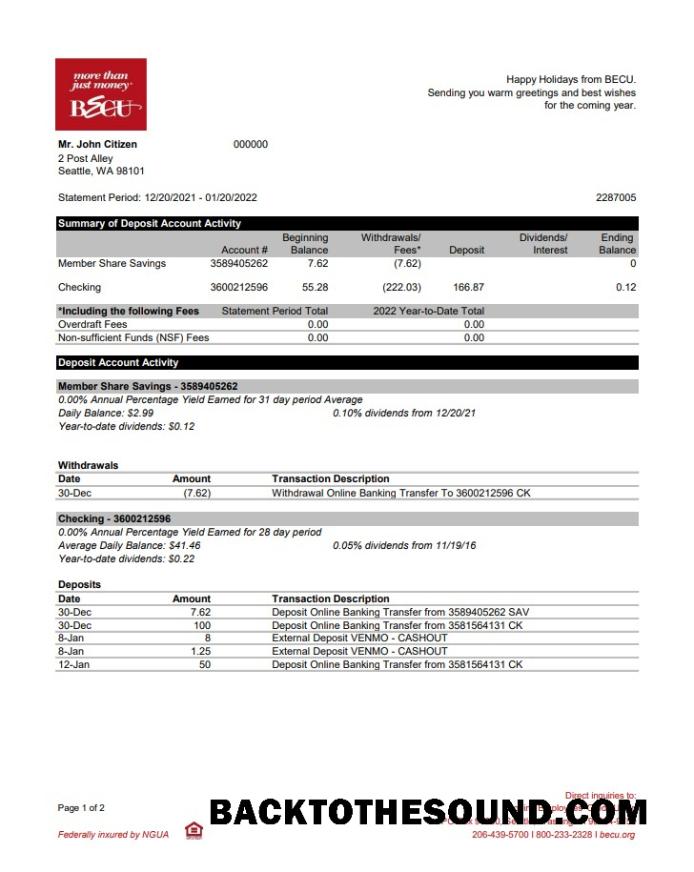 more than
just money
BECU
Happy Holidays from BECU.
Sending you warm greetings and best wishes
for the coming year.
Mr. John Citizen 000000
2 Post Alley
Seattle, WA 98101
Statement Period: 12/20/2021 - 01/20/2022 2287005
Summary of Deposit Account Activity
Beginning Withdrawals/ Dividends/ Ending
Account # Balance Fees* Deposit Interest Balance
Member Share Savings 3589405262 7.62 (7.62) 0
Checking 3600212596 55.28 (222.03) 166.87 0.12
*Including the following Fees Statement Period Total 2022 Year-to-Date Total
Overdraft Fees 0.00 0.00
Non-sufficient Funds (NSF) Fees 0.00 0.00
Deposit Account Activity
Member Share Savings - 3589405262
0.00% Annual Percentage Yield Earned for 31 day period Average
Daily Balance: $2.99 0.10% dividends from 12/20/21
Year-to-date dividends: $0.12
Withdrawals
Date Amount Transaction Description
30-Dec (7.62) Withdrawal Online Banking Transfer To 3600212596 CK
Checking - 3600212596
0.00% Annual Percentage Yield Earned for 28 day period
Average Daily Balance: $41.46 0.05% dividends from 11/19/16
Year-to-date dividends: $0.22
Deposits
Date Amount Transaction Description
30-Dec 7.62 Deposit Online Banking Transfer from 3589405262 SAV
30-Dec 100 Deposit Online Banking Transfer from 3581564131 CK
8-Jan 8 External Deposit VENMO - CASHOUT
8-Jan 1.25 External Deposit VENMO - CASHOUT
12-Jan 50 Deposit Online Banking Transfer from 3581564131 CK
Direct inquiries to:
Page 1 of 2 BACKTOTHESOUND.COM
Federally insured by NGUA 206-439-5700 I 800-233-2328 I becu.org